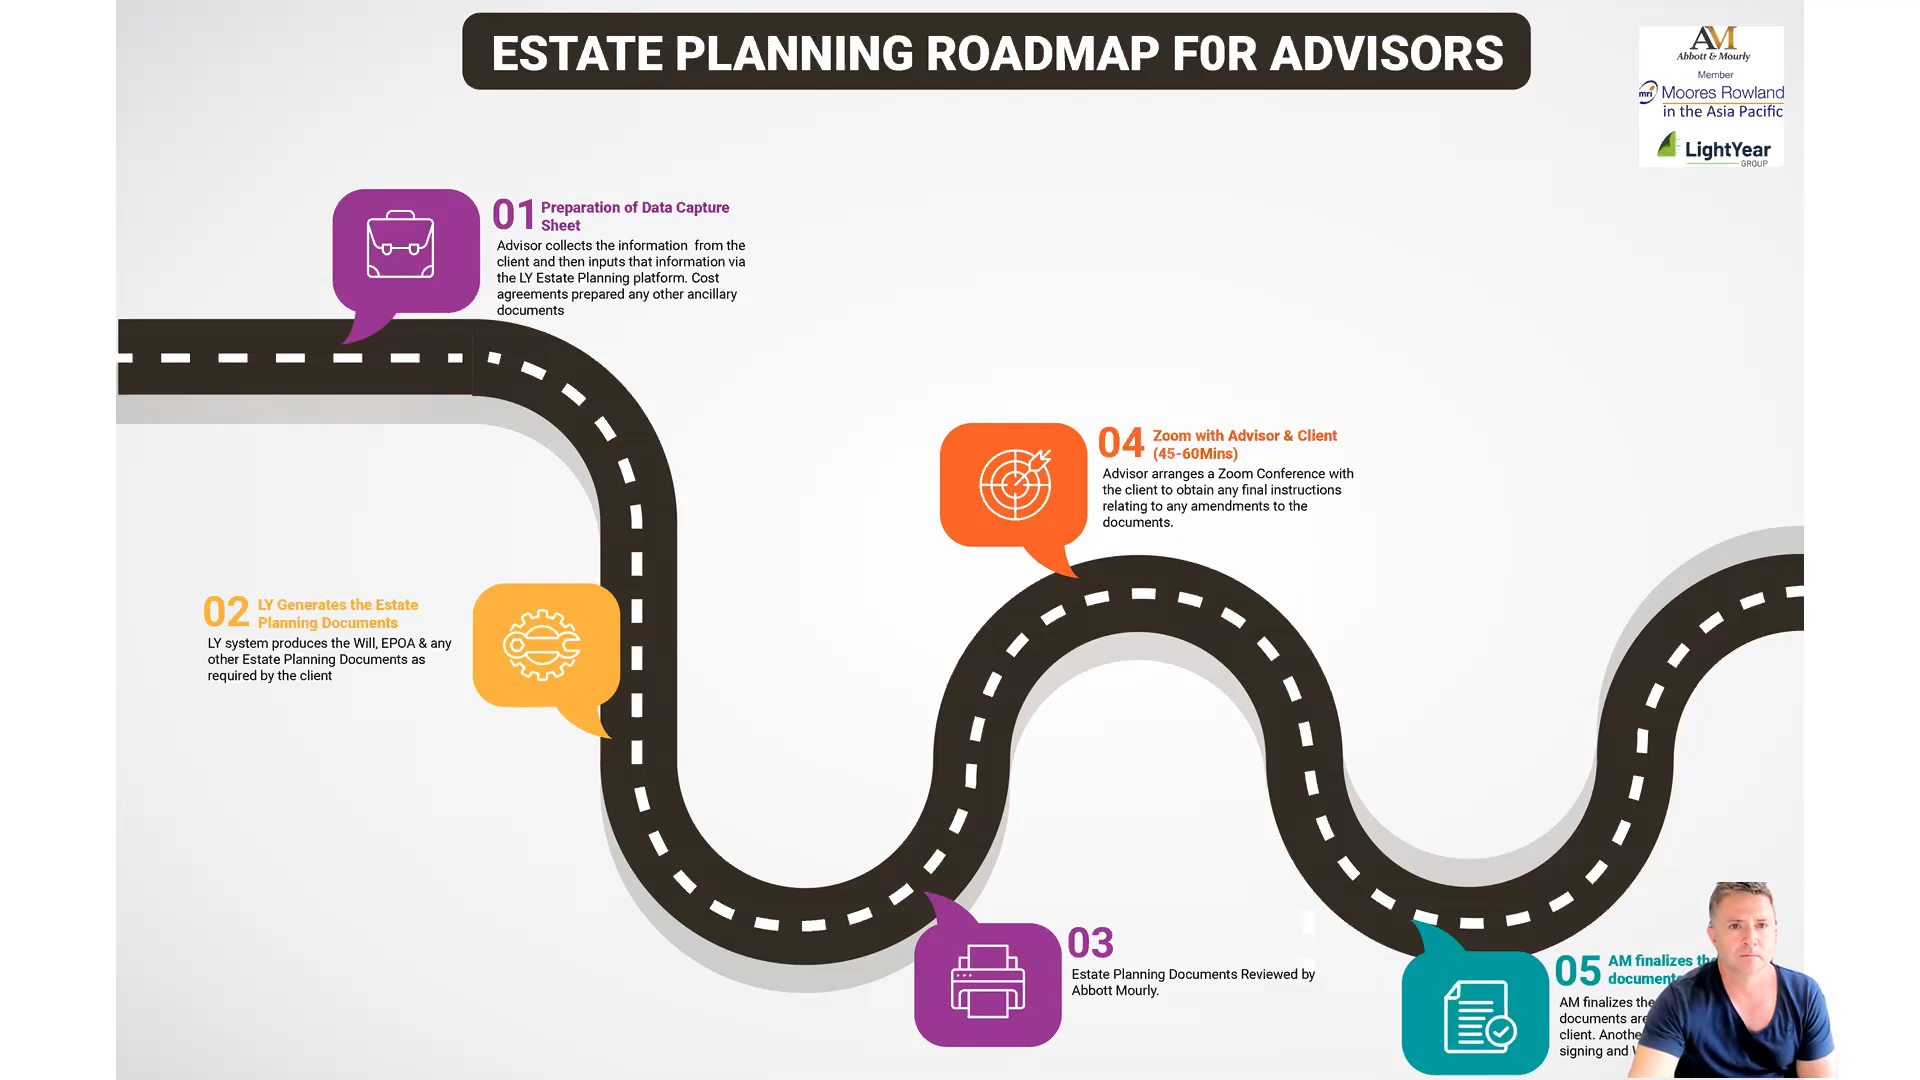 ESTATE PLANNING ROADMAP F0R ADVISORS
AM
Abbott & Mourly
Member
mri Moores Rowland
in the Asia Pacific
LightYear
GROUP
01 Preparation of Data Capture
Sheet
Advisor collects the information from the
client and then inputs that information via
the LY Estate Planning platform. Cost
agreements prepared any other ancillary
documents
02 LY Generates the Estate
Planning Documents
LY system produces the Will, EPOA & any
other Estate Planning Documents as
required by the client
03
Estate Planning Documents Reviewed by
Abbott Mourly.
04 Zoom with Advisor & Client
(45-60Mins)
Advisor arranges a Zoom Conference with
the client to obtain any final instructions
relating to any amendments to the
documents.
05 AM finalizes
AM finalizes the
documents are
client.
signing and